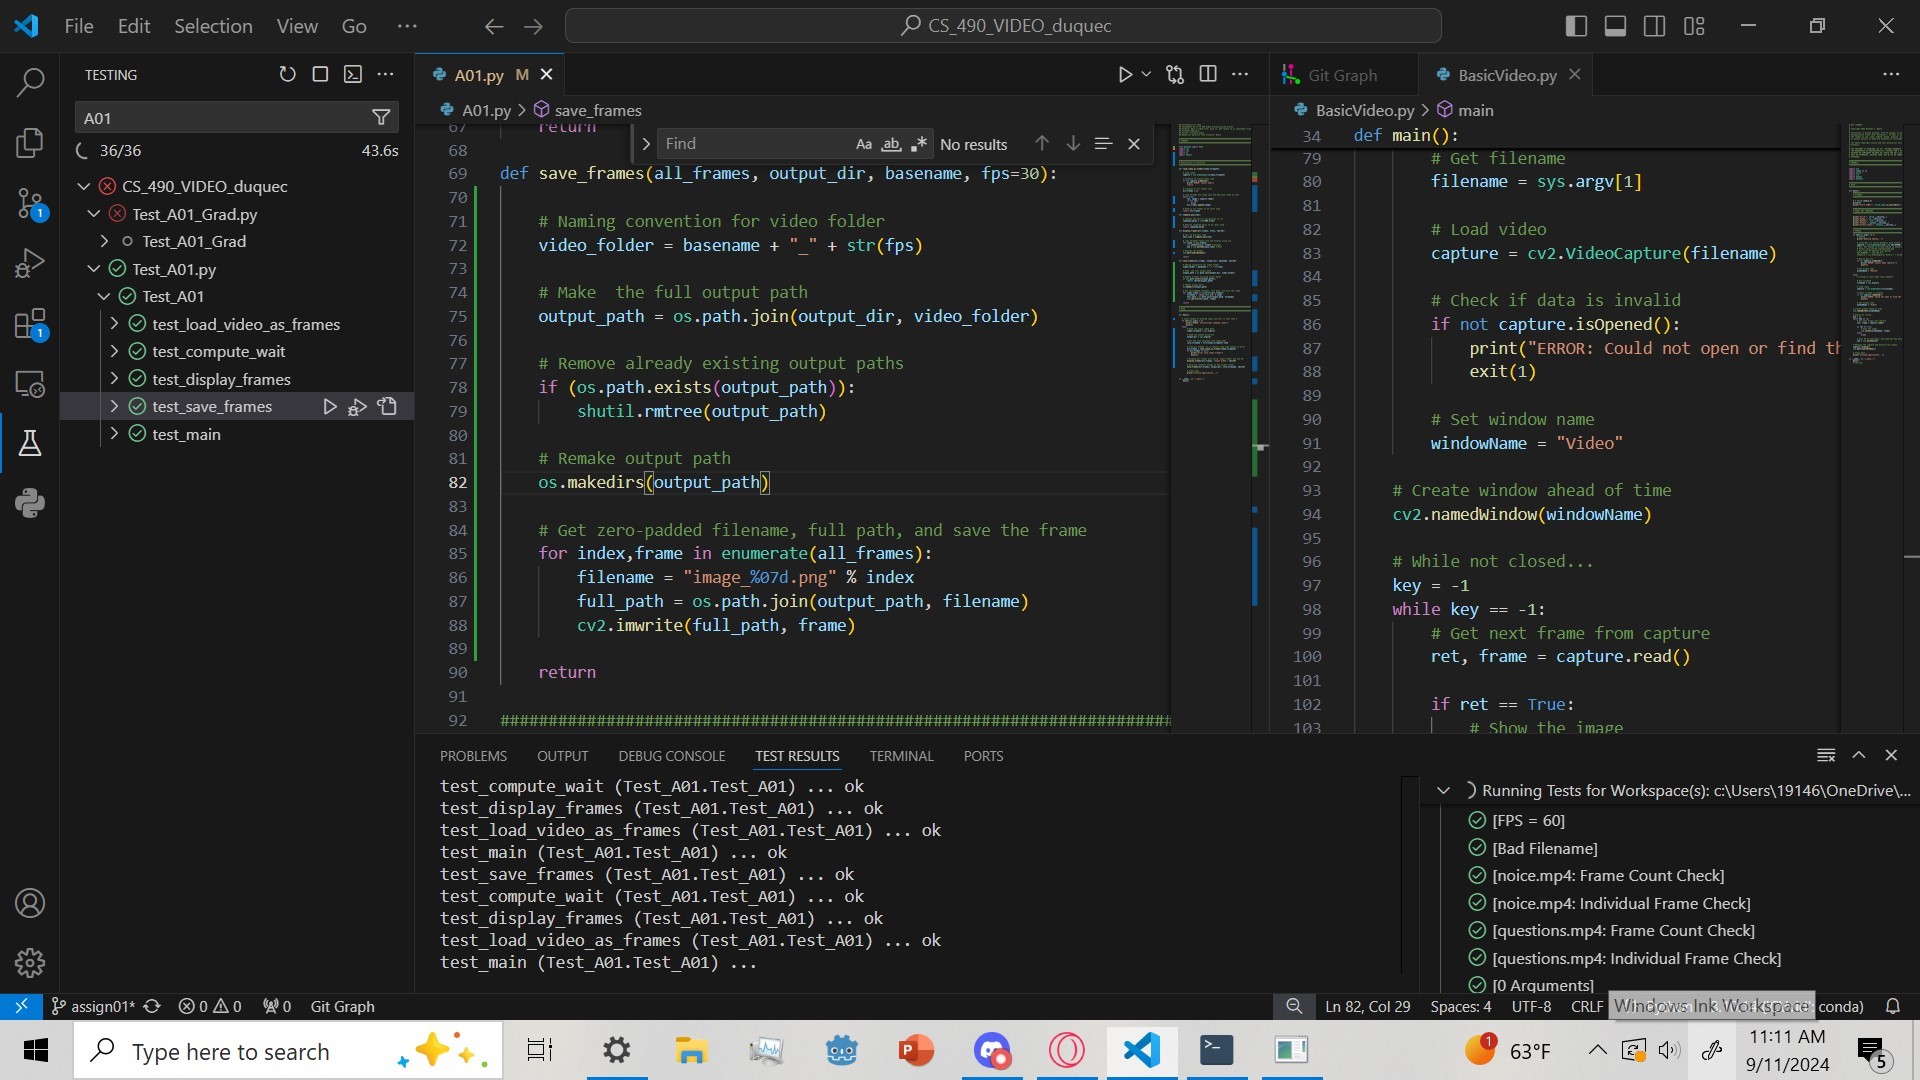 File Edit Selection View Go ...
CS_490_VIDEO_duquec
TESTING
A01
36/36 43.6s
CS_490_VIDEO_duquec
Test_A01_Grad.py
Test_A01_Grad
Test_A01.py
Test_A01
test_load_video_as_frames
test_compute_wait
test_display_frames
test_save_frames
test_main
1
1
A01.py M
A01.py > save_frames
Find Aa ab No results
67 return
68
69 def save_frames(all_frames, output_dir, basename, fps=30):
70
71 # Naming convention for video folder
72 video_folder = basename + "_" + str(fps)
73
74 # Make  the full output path
75 output_path = os.path.join(output_dir, video_folder)
76
77 # Remove already existing output paths
78 if (os.path.exists(output_path)):
79 shutil.rmtree(output_path)
80
81 # Remake output path
82 os.makedirs(output_path)
83
84 # Get zero-padded filename, full path, and save the frame
85 for index,frame in enumerate(all_frames):
86 filename = "image_%07d.png" % index
87 full_path = os.path.join(output_path, filename)
88 cv2.imwrite(full_path, frame)
89
90 return
91
92 ######################################################################
Git Graph BasicVideo.py
BasicVideo.py > main
34 def main():
79 # Get filename
80 filename = sys.argv[1]
81
82 # Load video
83 capture = cv2.VideoCapture(filename)
84
85 # Check if data is invalid
86 if not capture.isOpened():
87 print("ERROR: Could not open or find th
88 exit(1)
89
90 # Set window name
91 windowName = "Video"
92
93 # Create window ahead of time
94 cv2.namedWindow(windowName)
95
96 # While not closed...
97 key = -1
98 while key == -1:
99 # Get next frame from capture
100 ret, frame = capture.read()
101
102 if ret == True:
103 # Show the image
PROBLEMS OUTPUT DEBUG CONSOLE TEST RESULTS TERMINAL PORTS
test_compute_wait (Test_A01.Test_A01) ... ok
test_display_frames (Test_A01.Test_A01) ... ok
test_load_video_as_frames (Test_A01.Test_A01) ... ok
test_main (Test_A01.Test_A01) ... ok
test_save_frames (Test_A01.Test_A01) ... ok
test_compute_wait (Test_A01.Test_A01) ... ok
test_display_frames (Test_A01.Test_A01) ... ok
test_load_video_as_frames (Test_A01.Test_A01) ... ok
test_main (Test_A01.Test_A01) ...
Running Tests for Workspace(s): c:\Users\19146\OneDrive\...
[FPS = 60]
[Bad Filename]
[noice.mp4: Frame Count Check]
[noice.mp4: Individual Frame Check]
[questions.mp4: Frame Count Check]
[questions.mp4: Individual Frame Check]
[0 Arguments]
assign01* 0 0 0 Git Graph Ln 82, Col 29 Spaces: 4 UTF-8 CRLF conda)
Windows Ink Workspace
Type here to search
1 63°F
11:11 AM
9/11/2024
5